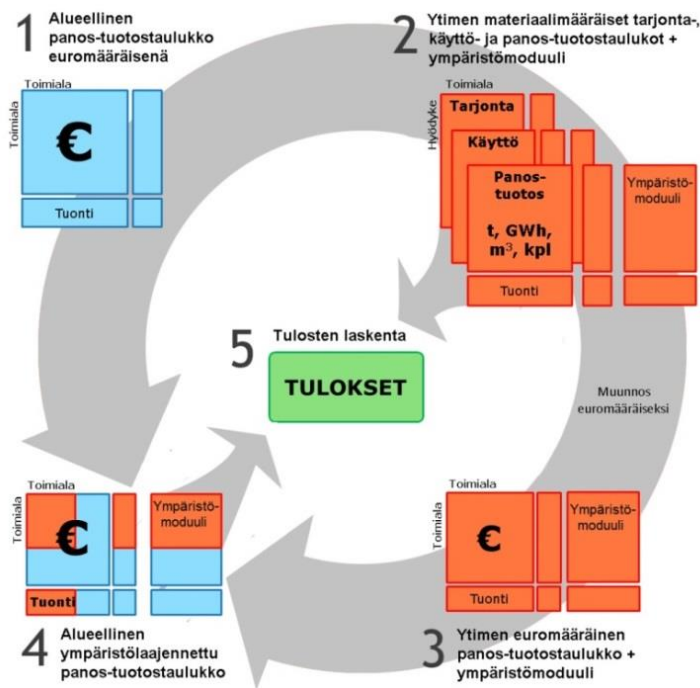 1 Alueellinen
panos-tuotostaulukko
euromääräisenä
Toimiala
Toimiala
€
Tuonti
2 Ytimen materiaalimääräiset tarjonta-,
käyttö- ja panos-tuotostaulukot +
ympäristömoduuli
Toimiala
Hyödyke
Tarjonta
Käyttö
Panos-
tuotos
t, GWh,
m³, kpl
Tuonti
Ympäristö-
moduuli
5 Tulosten laskenta
TULOKSET
Muunnos
euromääräiseksi
Toimiala
Toimiala
€
Tuonti
Ympäristö-
moduuli
4 Alueellinen
ympäristölaajennettu
panos-tuotostaulukko
Toimiala
Toimiala
€
Tuonti
Ympäristö-
moduuli
3 Ytimen euromääräinen
panos-tuotostaulukko +
ympäristömoduuli